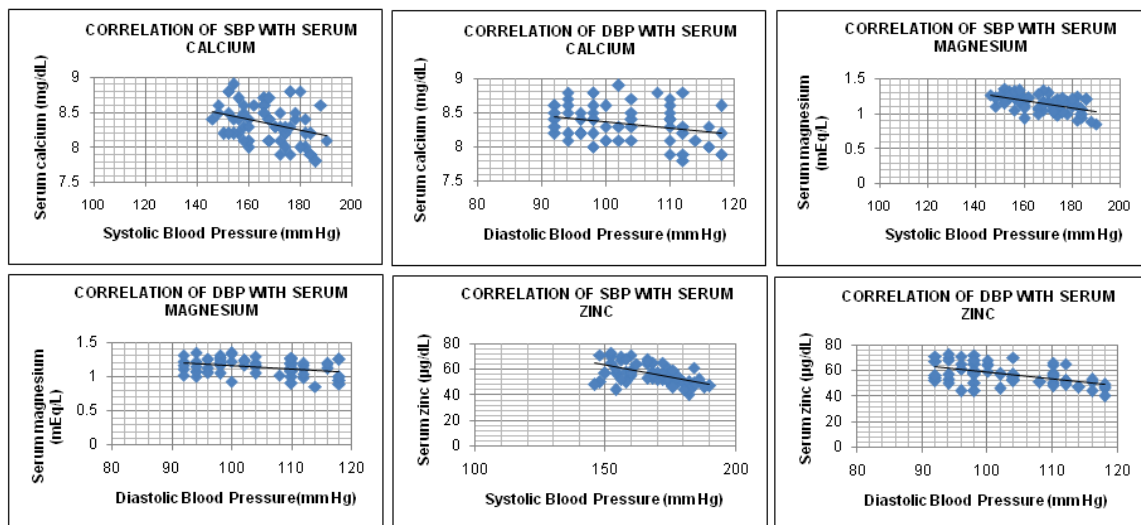 CORRELATION OF SBP WITH SERUM
CALCIUM
Serum calcium (mg/dL)
9
8.5
8
7.5
100 120 140 160 180 200
Systolic Blood Pressure (mm Hg)
CORRELATION OF DBP WITH SERUM
CALCIUM
Serum calcium (mg/dL)
9
8.5
8
7.5
80 90 100 110 120
Diastolic Blood Pressure (mm Hg)
CORRELATION OF SBP WITH SERUM
MAGNESIUM
Serum magnesium
(mEq/L)
1.5
1
0.5
0
100 120 140 160 180 200
Systolic Blood Pressure (mm Hg)
CORRELATION OF DBP WITH SERUM
MAGNESIUM
Serum magnesium
(mEq/L)
1.5
1
0.5
0
80 90 100 110 120
Diastolic Blood Pressure(mm Hg)
CORRELATION OF SBP WITH SERUM
ZINC
Serum zinc (µg/dL)
80
60
40
20
0
100 150 200
Systolic Blood Pressure (mm Hg)
CORRELATION OF DBP WITH SERUM
ZINC
Serum zinc (µg/dL)
80
60
40
20
0
80 90 100 110 120
Diastolic Blood Pressure (mm Hg)